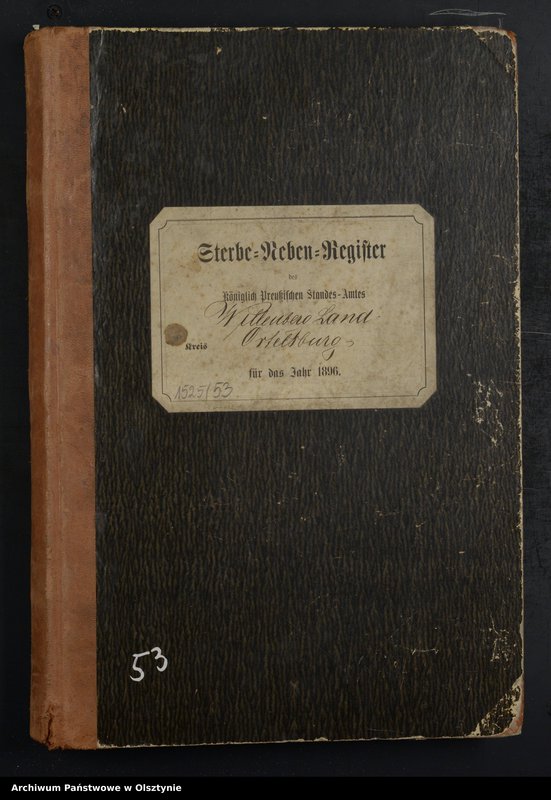 Sterbe-Neben-Register
des
Königlich Preußischen Standes-Amtes
Willenberg Land
Kreis Ortelsburg
für das Jahr 1896.
1525/53
53
Archiwum Państwowe w Olsztynie